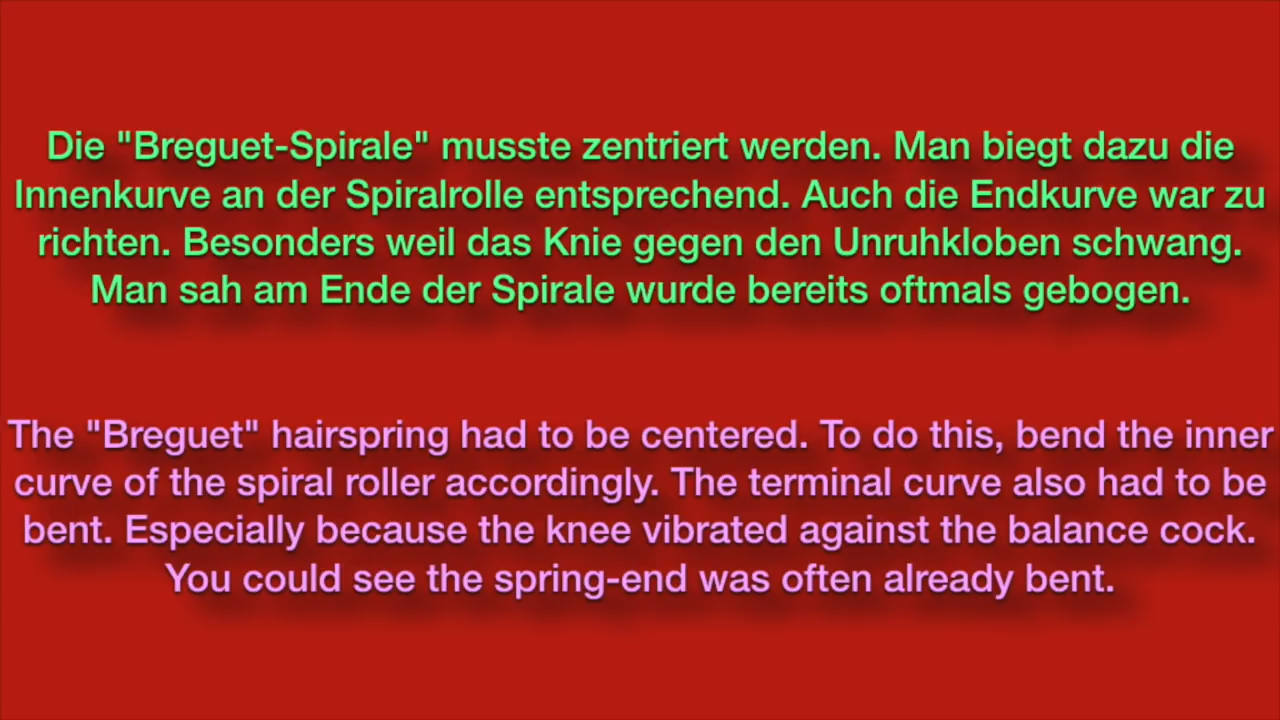 Die "Breguet-Spirale" musste zentriert werden. Man biegt dazu die
Innenkurve an der Spiralrolle entsprechend. Auch die Endkurve war zu
richten. Besonders weil das Knie gegen den Unruhkloben schwang.
Man sah am Ende der Spirale wurde bereits oftmals gebogen.
The "Breguet" hairspring had to be centered. To do this, bend the inner
curve of the spiral roller accordingly. The terminal curve also had to be
bent. Especially because the knee vibrated against the balance cock.
You could see the spring-end was often already bent.